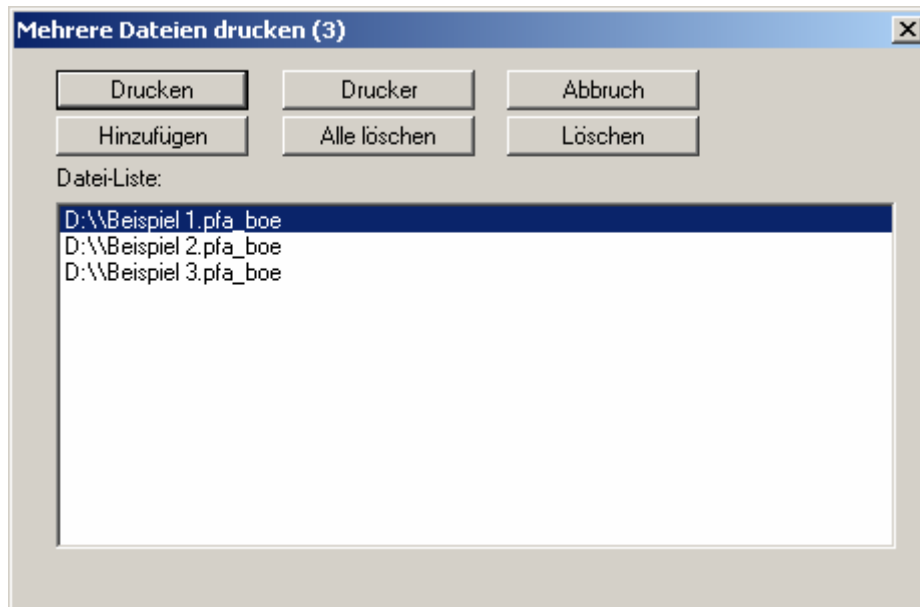 Mehrere Dateien drucken (3)
Drucken Drucker Abbruch
Hinzufügen Alle löschen Löschen
Datei-Liste:
D:\\Beispiel 1.pfa_boe
D:\\Beispiel 2.pfa_boe
D:\\Beispiel 3.pfa_boe